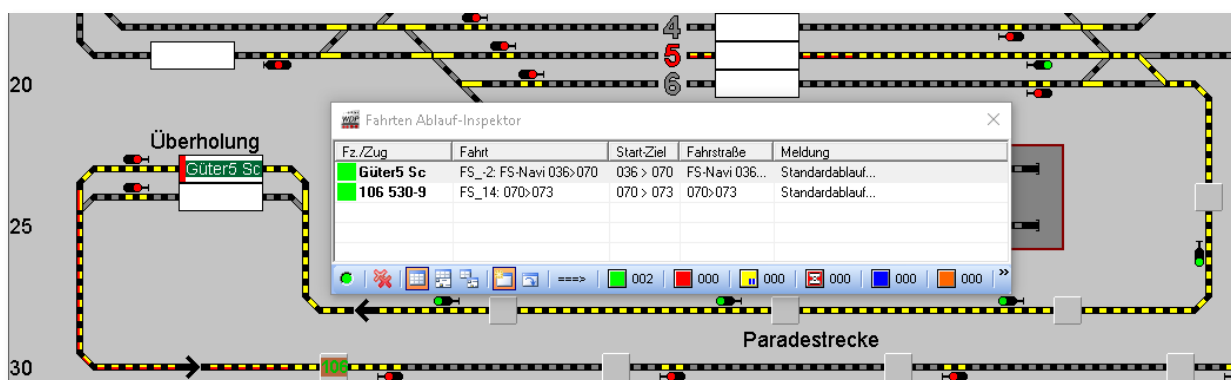 4
5
6
20
Überholung
Güter5 Sc
WDP
Fahrten Ablauf-Inspektor
Fz./Zug Fahrt Start-Ziel Fahrstraße Meldung
Güter5 Sc FS_-2: FS-Navi 036>070 036 > 070 FS-Navi 036... Standardablauf...
106 530-9 FS_14: 070>073 070 > 073 070>073 Standardablauf...
25
===> 002 000 000 000 000 000 »
Paradestrecke
30
106